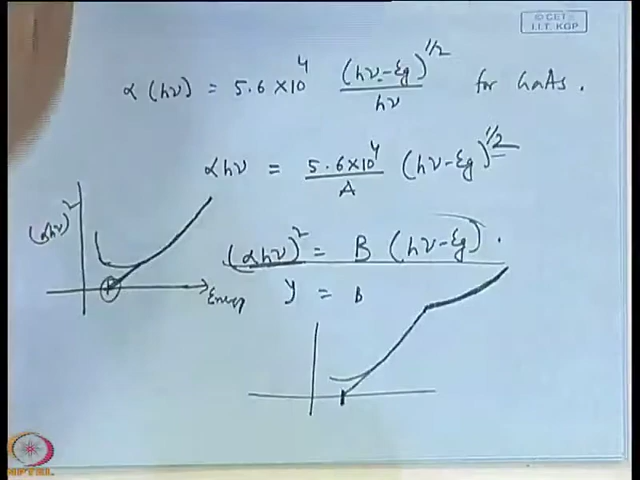 © CET
I.I.T. KGP
α(hν) = 5.6×10⁴ (hν-Eg)^1/2 / hν for GaAs.
αhν = 5.6×10⁴ / A (hν-Eg)^1/2
(αhν)² = B (hν-Eg).
(αhν)²
Energy
y = B
NPTEL